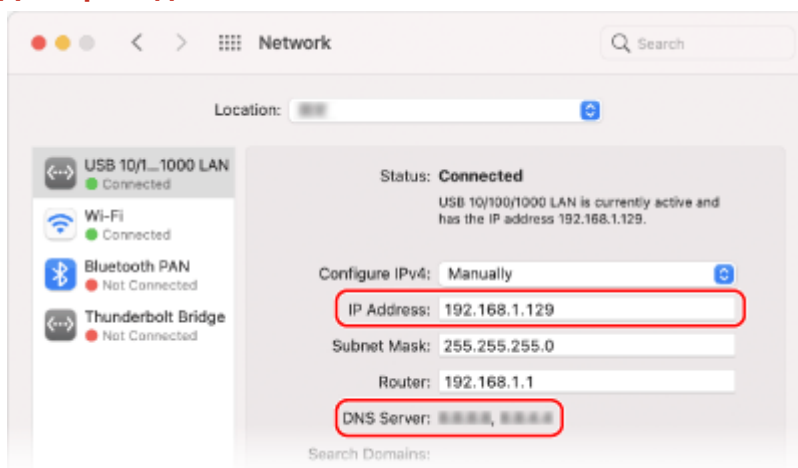 Network
Search
Location:
USB 10/1...1000 LAN
Connected
Wi-Fi
Connected
Bluetooth PAN
Not Connected
Thunderbolt Bridge
Not Connected
Status: Connected
USB 10/100/1000 LAN is currently active and
has the IP address 192.168.1.129.
Configure IPv4: Manually
IP Address: 192.168.1.129
Subnet Mask: 255.255.255.0
Router: 192.168.1.1
DNS Server:
Search Domains: